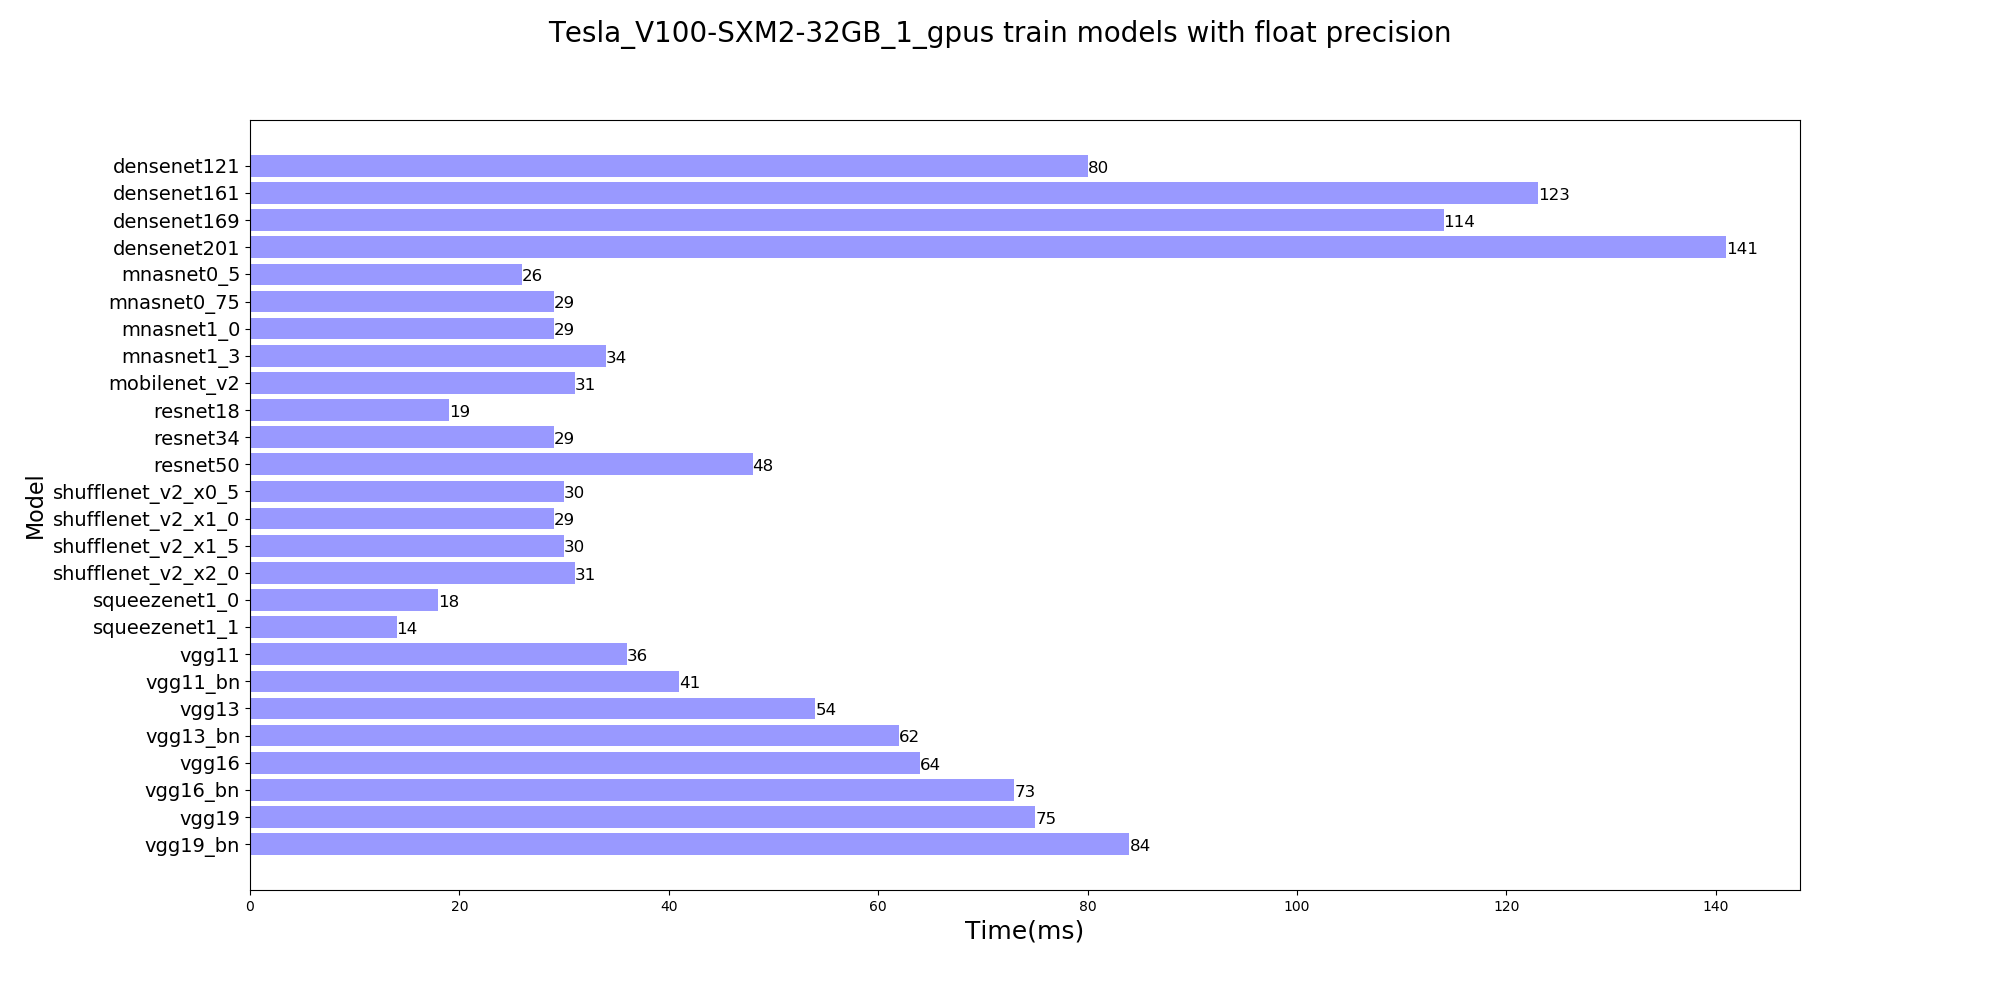 Tesla_V100-SXM2-32GB_1_gpus train models with float precision
densenet121 80
densenet161 123
densenet169 114
densenet201 141
mnasnet0_5 26
mnasnet0_75 29
mnasnet1_0 29
mnasnet1_3 34
mobilenet_v2 31
resnet18 19
resnet34 29
resnet50 48
Model
shufflenet_v2_x0_5 30
shufflenet_v2_x1_0 29
shufflenet_v2_x1_5 30
shufflenet_v2_x2_0 31
squeezenet1_0 18
squeezenet1_1 14
vgg11 36
vgg11_bn 41
vgg13 54
vgg13_bn 62
vgg16 64
vgg16_bn 73
vgg19 75
vgg19_bn 84
0 20 40 60 80 100 120 140
Time(ms)